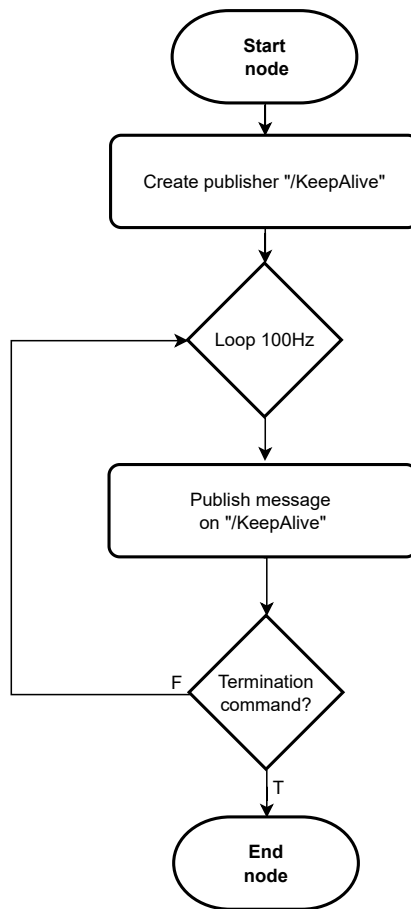 Start
node
Create publisher "/KeepAlive"
Loop 100Hz
Publish message
on "/KeepAlive"
F
Termination
command?
T
End
node